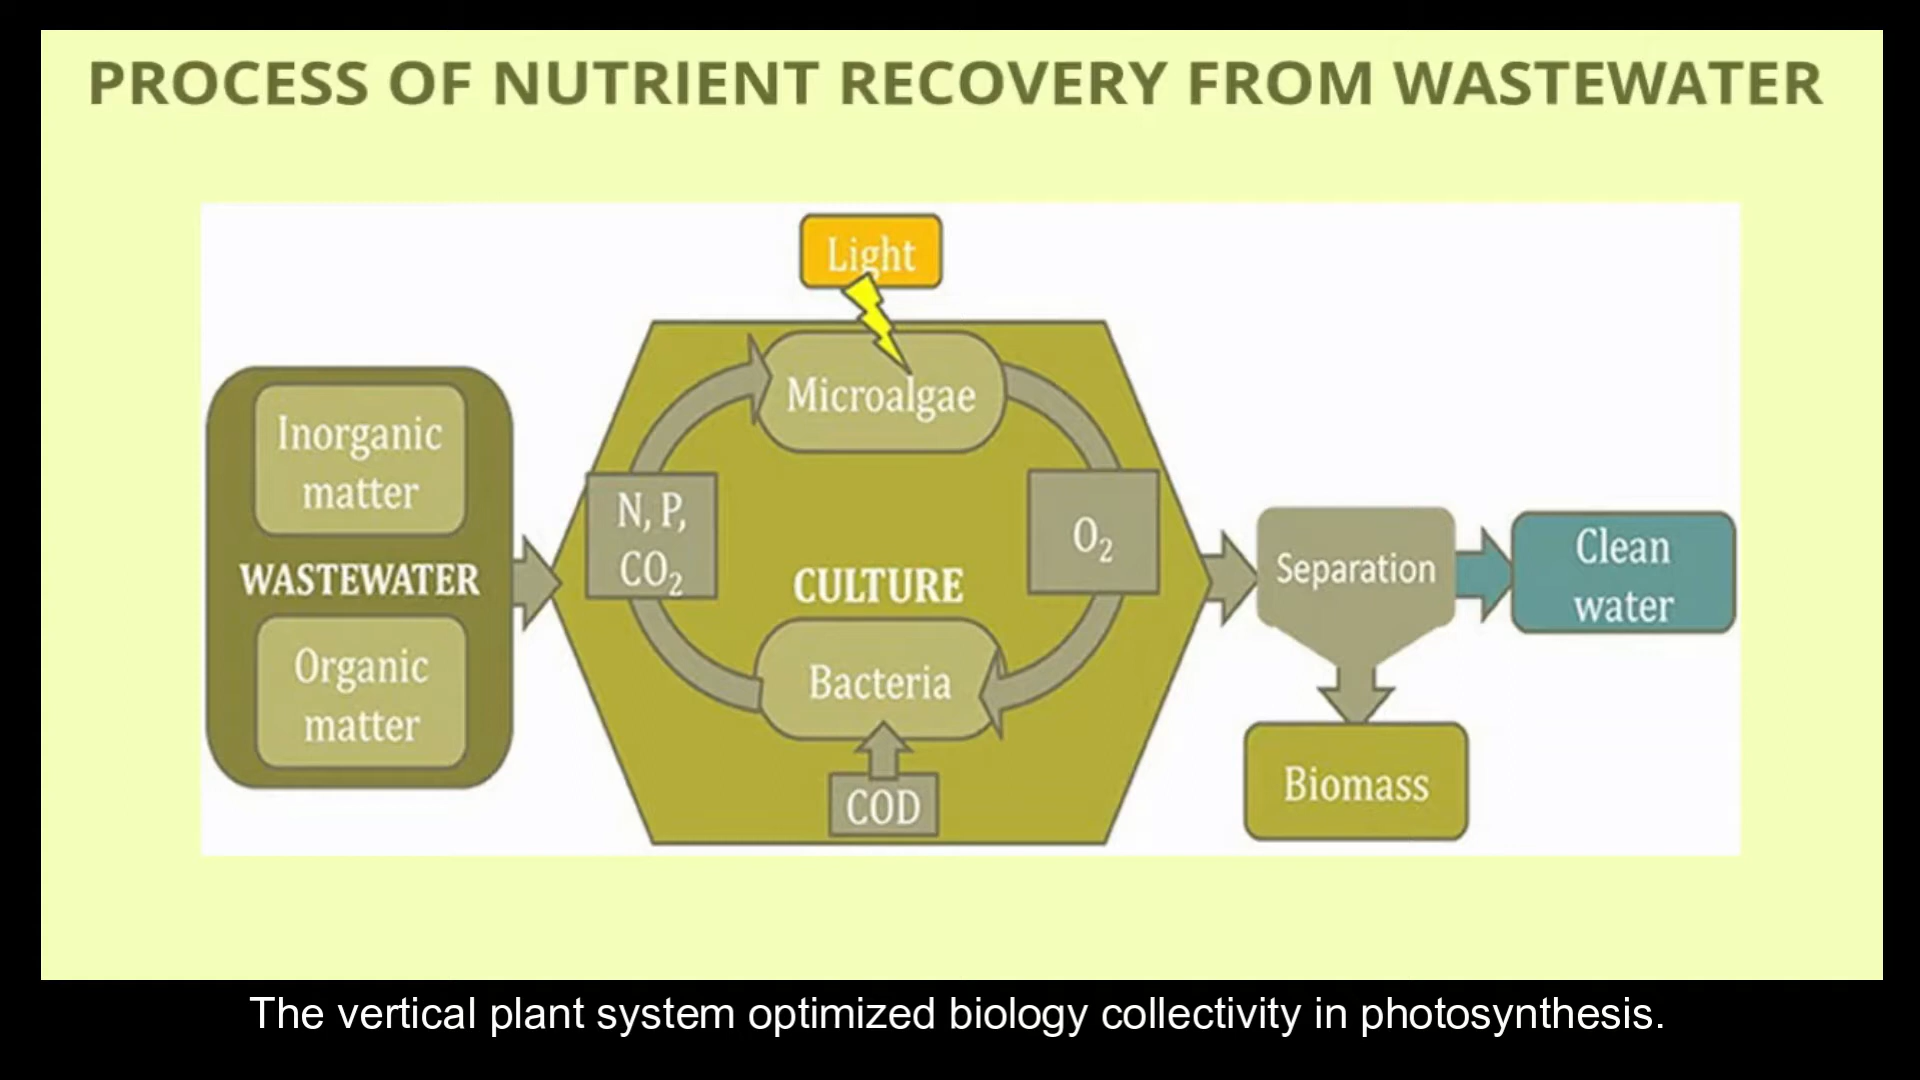 PROCESS OF NUTRIENT RECOVERY FROM WASTEWATER
Light
Inorganic
matter
WASTEWATER
Organic
matter
Microalgae
N, P,
CO₂
O₂
CULTURE
Bacteria
COD
Separation
Clean
water
Biomass
The vertical plant system optimized biology collectivity in photosynthesis.